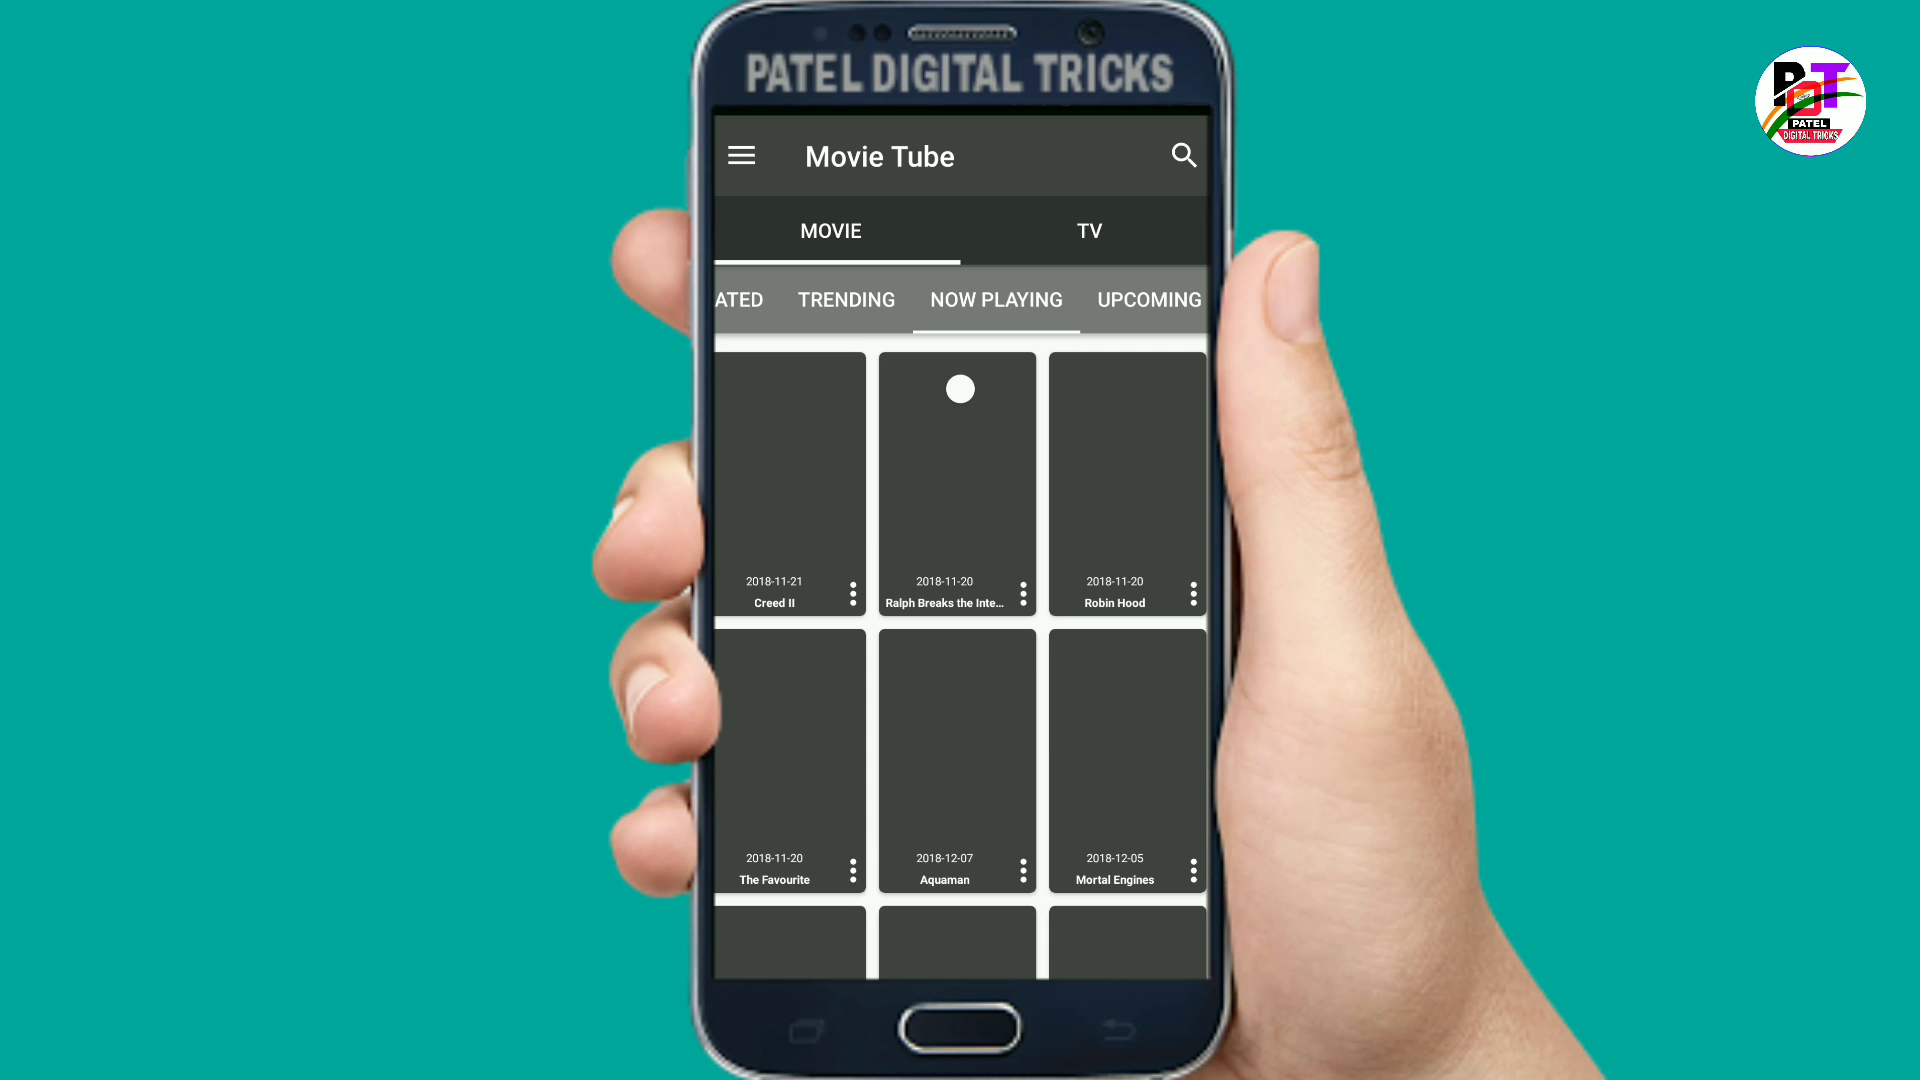 PATEL DIGITAL TRICKS
PDT
PATEL
DIGITAL TRICKS
Movie Tube
MOVIE TV
ATED TRENDING NOW PLAYING UPCOMING
2018-11-21 2018-11-20 2018-11-20
Creed II Ralph Breaks the Inte... Robin Hood
2018-11-20 2018-12-07 2018-12-05
The Favourite Aquaman Mortal Engines